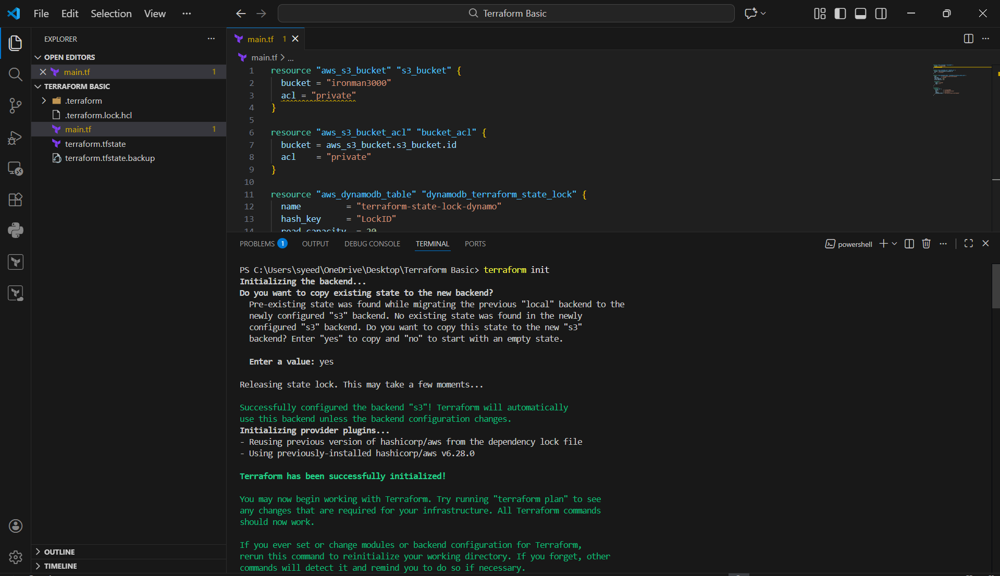 File Edit Selection View ···
Terraform Basic
EXPLORER ···
OPEN EDITORS
main.tf 1
TERRAFORM BASIC
.terraform
.terraform.lock.hcl
main.tf 1
terraform.tfstate
terraform.tfstate.backup
OUTLINE
TIMELINE
main.tf 1
main.tf > ...
1 resource "aws_s3_bucket" "s3_bucket" {
2 bucket = "ironman3000"
3 acl = "private"
4 }
5
6 resource "aws_s3_bucket_acl" "bucket_acl" {
7 bucket = aws_s3_bucket.s3_bucket.id
8 acl    = "private"
9 }
10
11 resource "aws_dynamodb_table" "dynamodb_terraform_state_lock" {
12 name         = "terraform-state-lock-dynamo"
13 hash_key     = "LockID"
14 read_capacity  = 20
PROBLEMS 1 OUTPUT DEBUG CONSOLE TERMINAL PORTS
powershell
PS C:\Users\syeed\OneDrive\Desktop\Terraform Basic> terraform init
Initializing the backend...
Do you want to copy existing state to the new backend?
Pre-existing state was found while migrating the previous "local" backend to the
newly configured "s3" backend. No existing state was found in the newly
configured "s3" backend. Do you want to copy this state to the new "s3"
backend? Enter "yes" to copy and "no" to start with an empty state.
Enter a value: yes
Releasing state lock. This may take a few moments...
Successfully configured the backend "s3"! Terraform will automatically
use this backend unless the backend configuration changes.
Initializing provider plugins...
- Reusing previous version of hashicorp/aws from the dependency lock file
- Using previously-installed hashicorp/aws v6.28.0
Terraform has been successfully initialized!
You may now begin working with Terraform. Try running "terraform plan" to see
any changes that are required for your infrastructure. All Terraform commands
should now work.
If you ever set or change modules or backend configuration for Terraform,
rerun this command to reinitialize your working directory. If you forget, other
commands will detect it and remind you to do so if necessary.